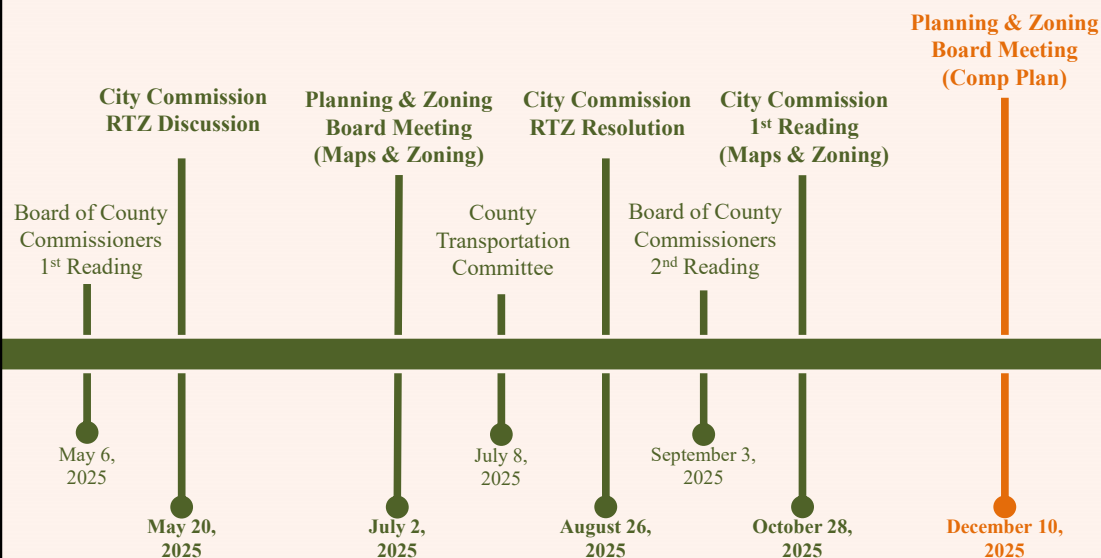 Board of County
Commissioners
1st Reading
May 6,
2025
City Commission
RTZ Discussion
May 20,
2025
Planning & Zoning
Board Meeting
(Maps & Zoning)
July 2,
2025
County
Transportation
Committee
July 8,
2025
City Commission
RTZ Resolution
August 26,
2025
Board of County
Commissioners
2nd Reading
September 3,
2025
City Commission
1st Reading
(Maps & Zoning)
October 28,
2025
Planning & Zoning
Board Meeting
(Comp Plan)
December 10,
2025